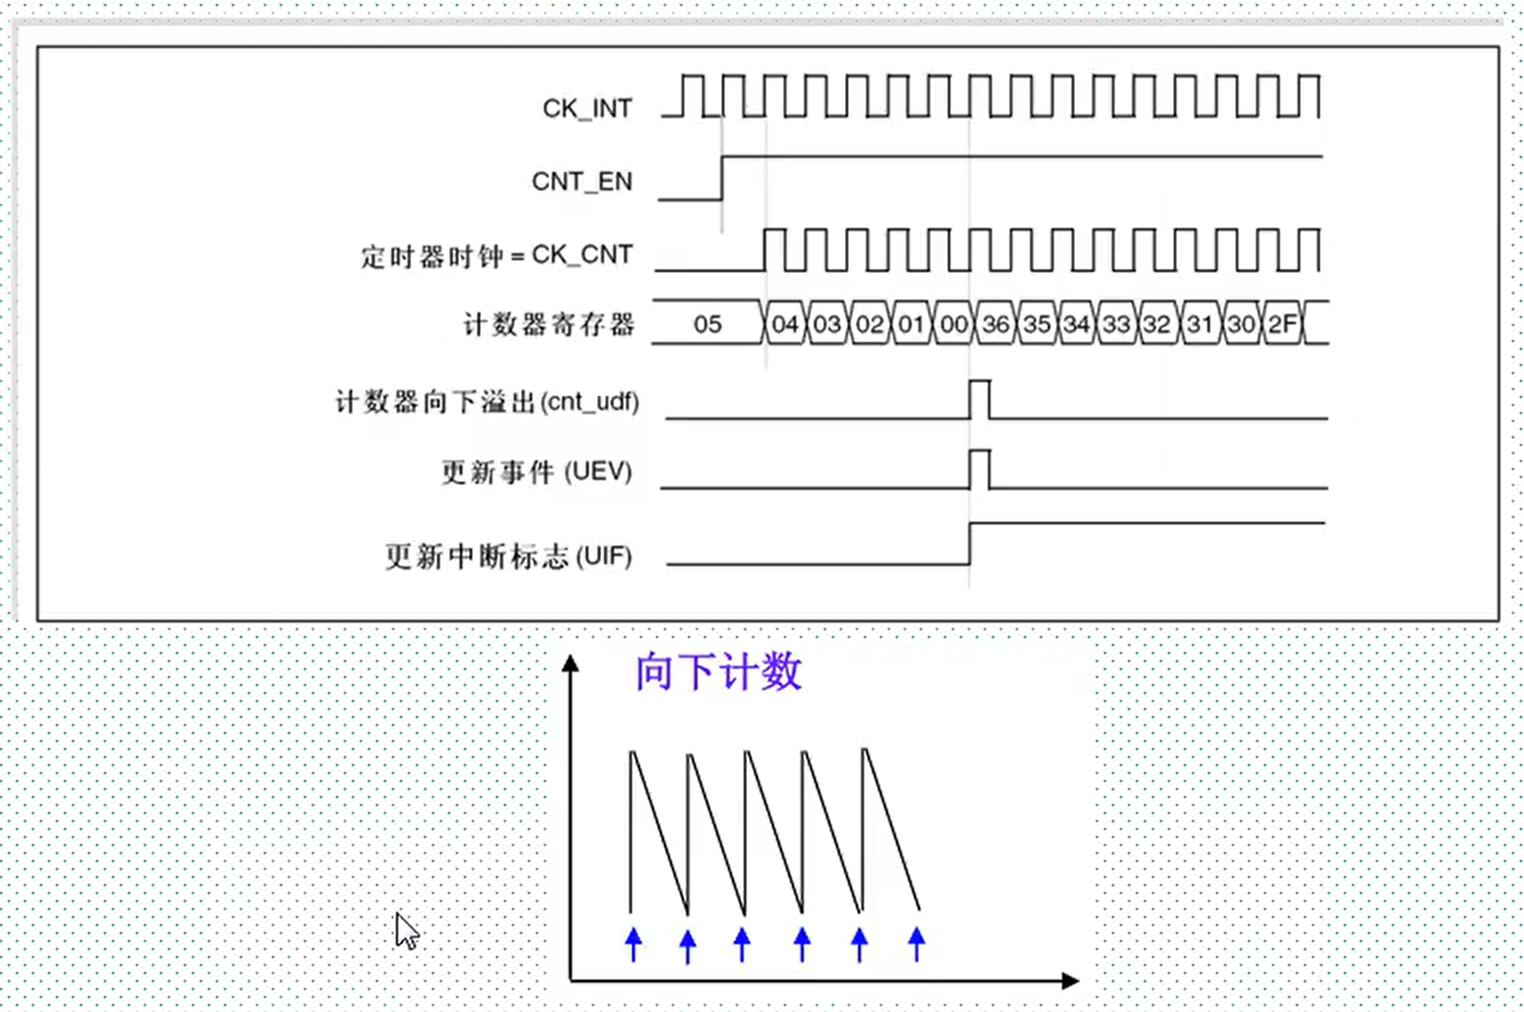 CK_INT
CNT_EN
定时器时钟 = CK_CNT
计数器寄存器 05 04 03 02 01 00 36 35 34 33 32 31 30 2F
计数器向下溢出(cnt_udf)
更新事件 (UEV)
更新中断标志 (UIF)
向下计数